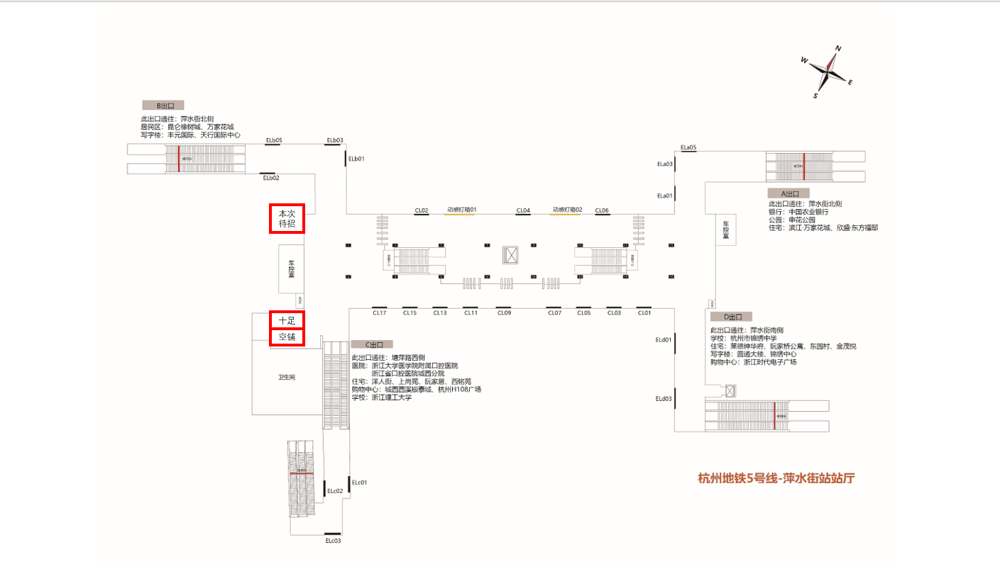 N
W
E
S
B出口
此出口通往：萍水街北侧
居民区：昆仑橡树城、万家花城
写字楼：丰元国际、天行国际中心
ELb05
ELb03
ELb01
ELb02
ELa05
ELa03
ELa01
A出口
此出口通往：萍水街北侧
银行：中国农业银行
公园：申花公园
住宅：滨江·万家花城、欣盛·东方福邸
本次
待招
CL02
动感灯箱01
CL04
动感灯箱02
CL06
车控室
车控室
十足
空铺
CL17
CL15
CL13
CL11
CL09
CL07
CL05
CL03
CL01
D出口
此出口通往：萍水街南侧
学校：杭州市锦绣中学
住宅：莱德绅华府、阮家桥公寓、东园村、金茂悦
写字楼：圆通大楼、锦绣中心
购物中心：浙江时代电子广场
ELd01
ELd03
C出口
此出口通往：塘萍路西侧
医院：浙江大学医学院附属口腔医院
浙江省口腔医院城西分院
住宅：洋人街、上尚苑、阮家居、西铭苑
购物中心：城西西溪银泰城、杭州H108广场
学校：浙江理工大学
卫生间
ELc01
ELc02
ELc03
杭州地铁5号线-萍水街站站厅